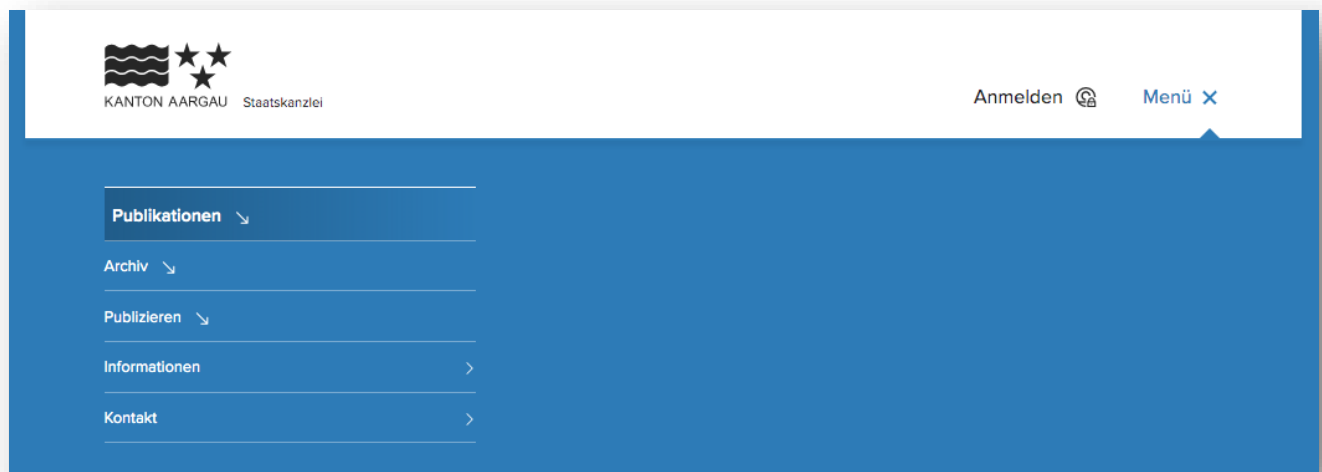 KANTON AARGAU Staatskanzlei
Anmelden
Menü
Publikationen
Archiv
Publizieren
Informationen
Kontakt